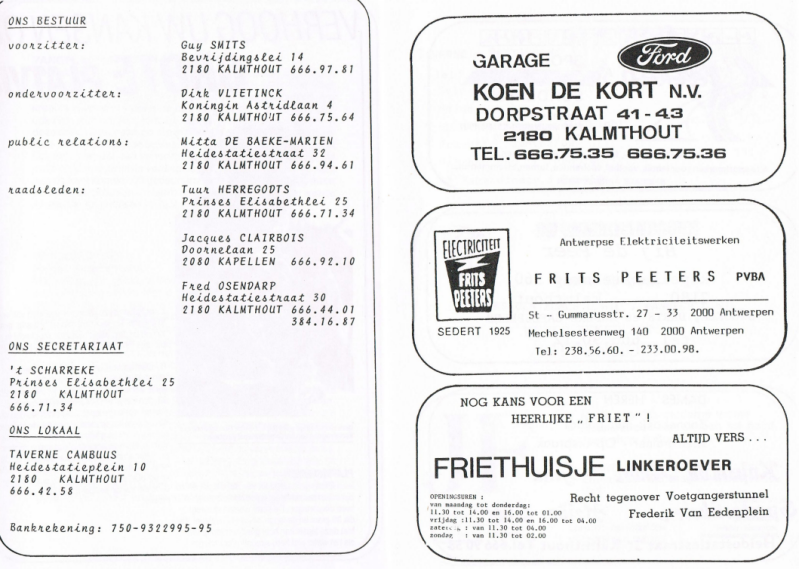 ONS BESTUUR
voorzitter: Guy SMITS
Bevrijdingslei 14
2180 KALMTHOUT 666.97.81
ondervoorzitter: Dirk VLIETINCK
Koningin Astridlaan 4
2180 KALMTHOUT 666.75.64
public relations: Mitta DE BAEKE-MARIEN
Heidestatiestraat 32
2180 KALMTHOUT 666.94.61
raadsleden: Tuur HERREGODTS
Prinses Elisabethlei 25
2180 KALMTHOUT 666.71.34
Jacques CLAIRBOIS
Doornelaan 25
2080 KAPELLEN 666.92.10
Fred OSENDARP
Heidestatiestraat 30
2180 KALMTHOUT 666.44.01
384.16.87
ONS SECRETARIAAT
't SCHARREKE
Prinses Elisabethlei 25
2180 KALMTHOUT
666.71.34
ONS LOKAAL
TAVERNE CAMBUUS
Heidestatieplein 10
2180 KALMTHOUT
666.42.58
Bankrekening: 750-9322995-95
Ford
GARAGE
KOEN DE KORT N.V.
DORPSTRAAT 41-43
2180 KALMTHOUT
TEL. 666.75.35 666.75.36
ELECTRICITEIT
FRITS
PEETERS
SEDERT 1925
Antwerpse Elektriciteitswerken
FRITS PEETERS PVBA
St - Gummarusstr. 27 - 33 2000 Antwerpen
Mechelsesteenweg 140 2000 Antwerpen
Tel: 238.56.60. - 233.00.98.
NOG KANS VOOR EEN
HEERLIJKE „ FRIET " !
ALTIJD VERS ...
FRIETHUISJE LINKEROEVER
OPENINGSUREN :
van maandag tot donderdag:
11.30 tot 14.00 en 16.00 tot 01.00
vrijdag :11.30 tot 14.00 en 16.00 tot 04.00
: van 11.30 tot 04.00
zondag : van 11.30 tot 02.00
Recht tegenover Voetgangerstunnel
Frederik Van Eedenplein